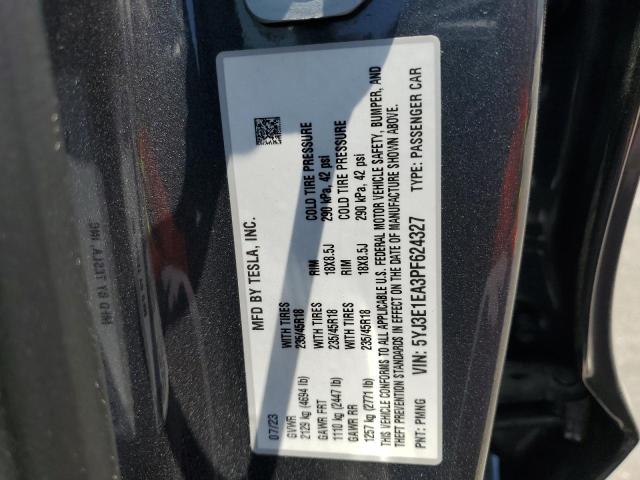 MFD BY TESLA, INC.
07/23
GVWR WITH TIRES RIM COLD TIRE PRESSURE
2129 kg (4694 lb) 235/45R18 18X8.5J 290 kPa, 42 psi
GAWR FRT WITH TIRES RIM COLD TIRE PRESSURE
1110 kg (2447 lb) 235/45R18 18X8.5J 290 kPa, 42 psi
GAWR RR WITH TIRES
1257 kg (2771 lb) 235/45R18
THIS VEHICLE CONFORMS TO ALL APPLICABLE U.S. FEDERAL MOTOR VEHICLE SAFETY, BUMPER, AND
THEFT PREVENTION STANDARDS IN EFFECT ON THE DATE OF MANUFACTURE SHOWN ABOVE.
VIN: 5YJ3E1EA3PF624327
PNT: PMNG TYPE: PASSENGER CAR